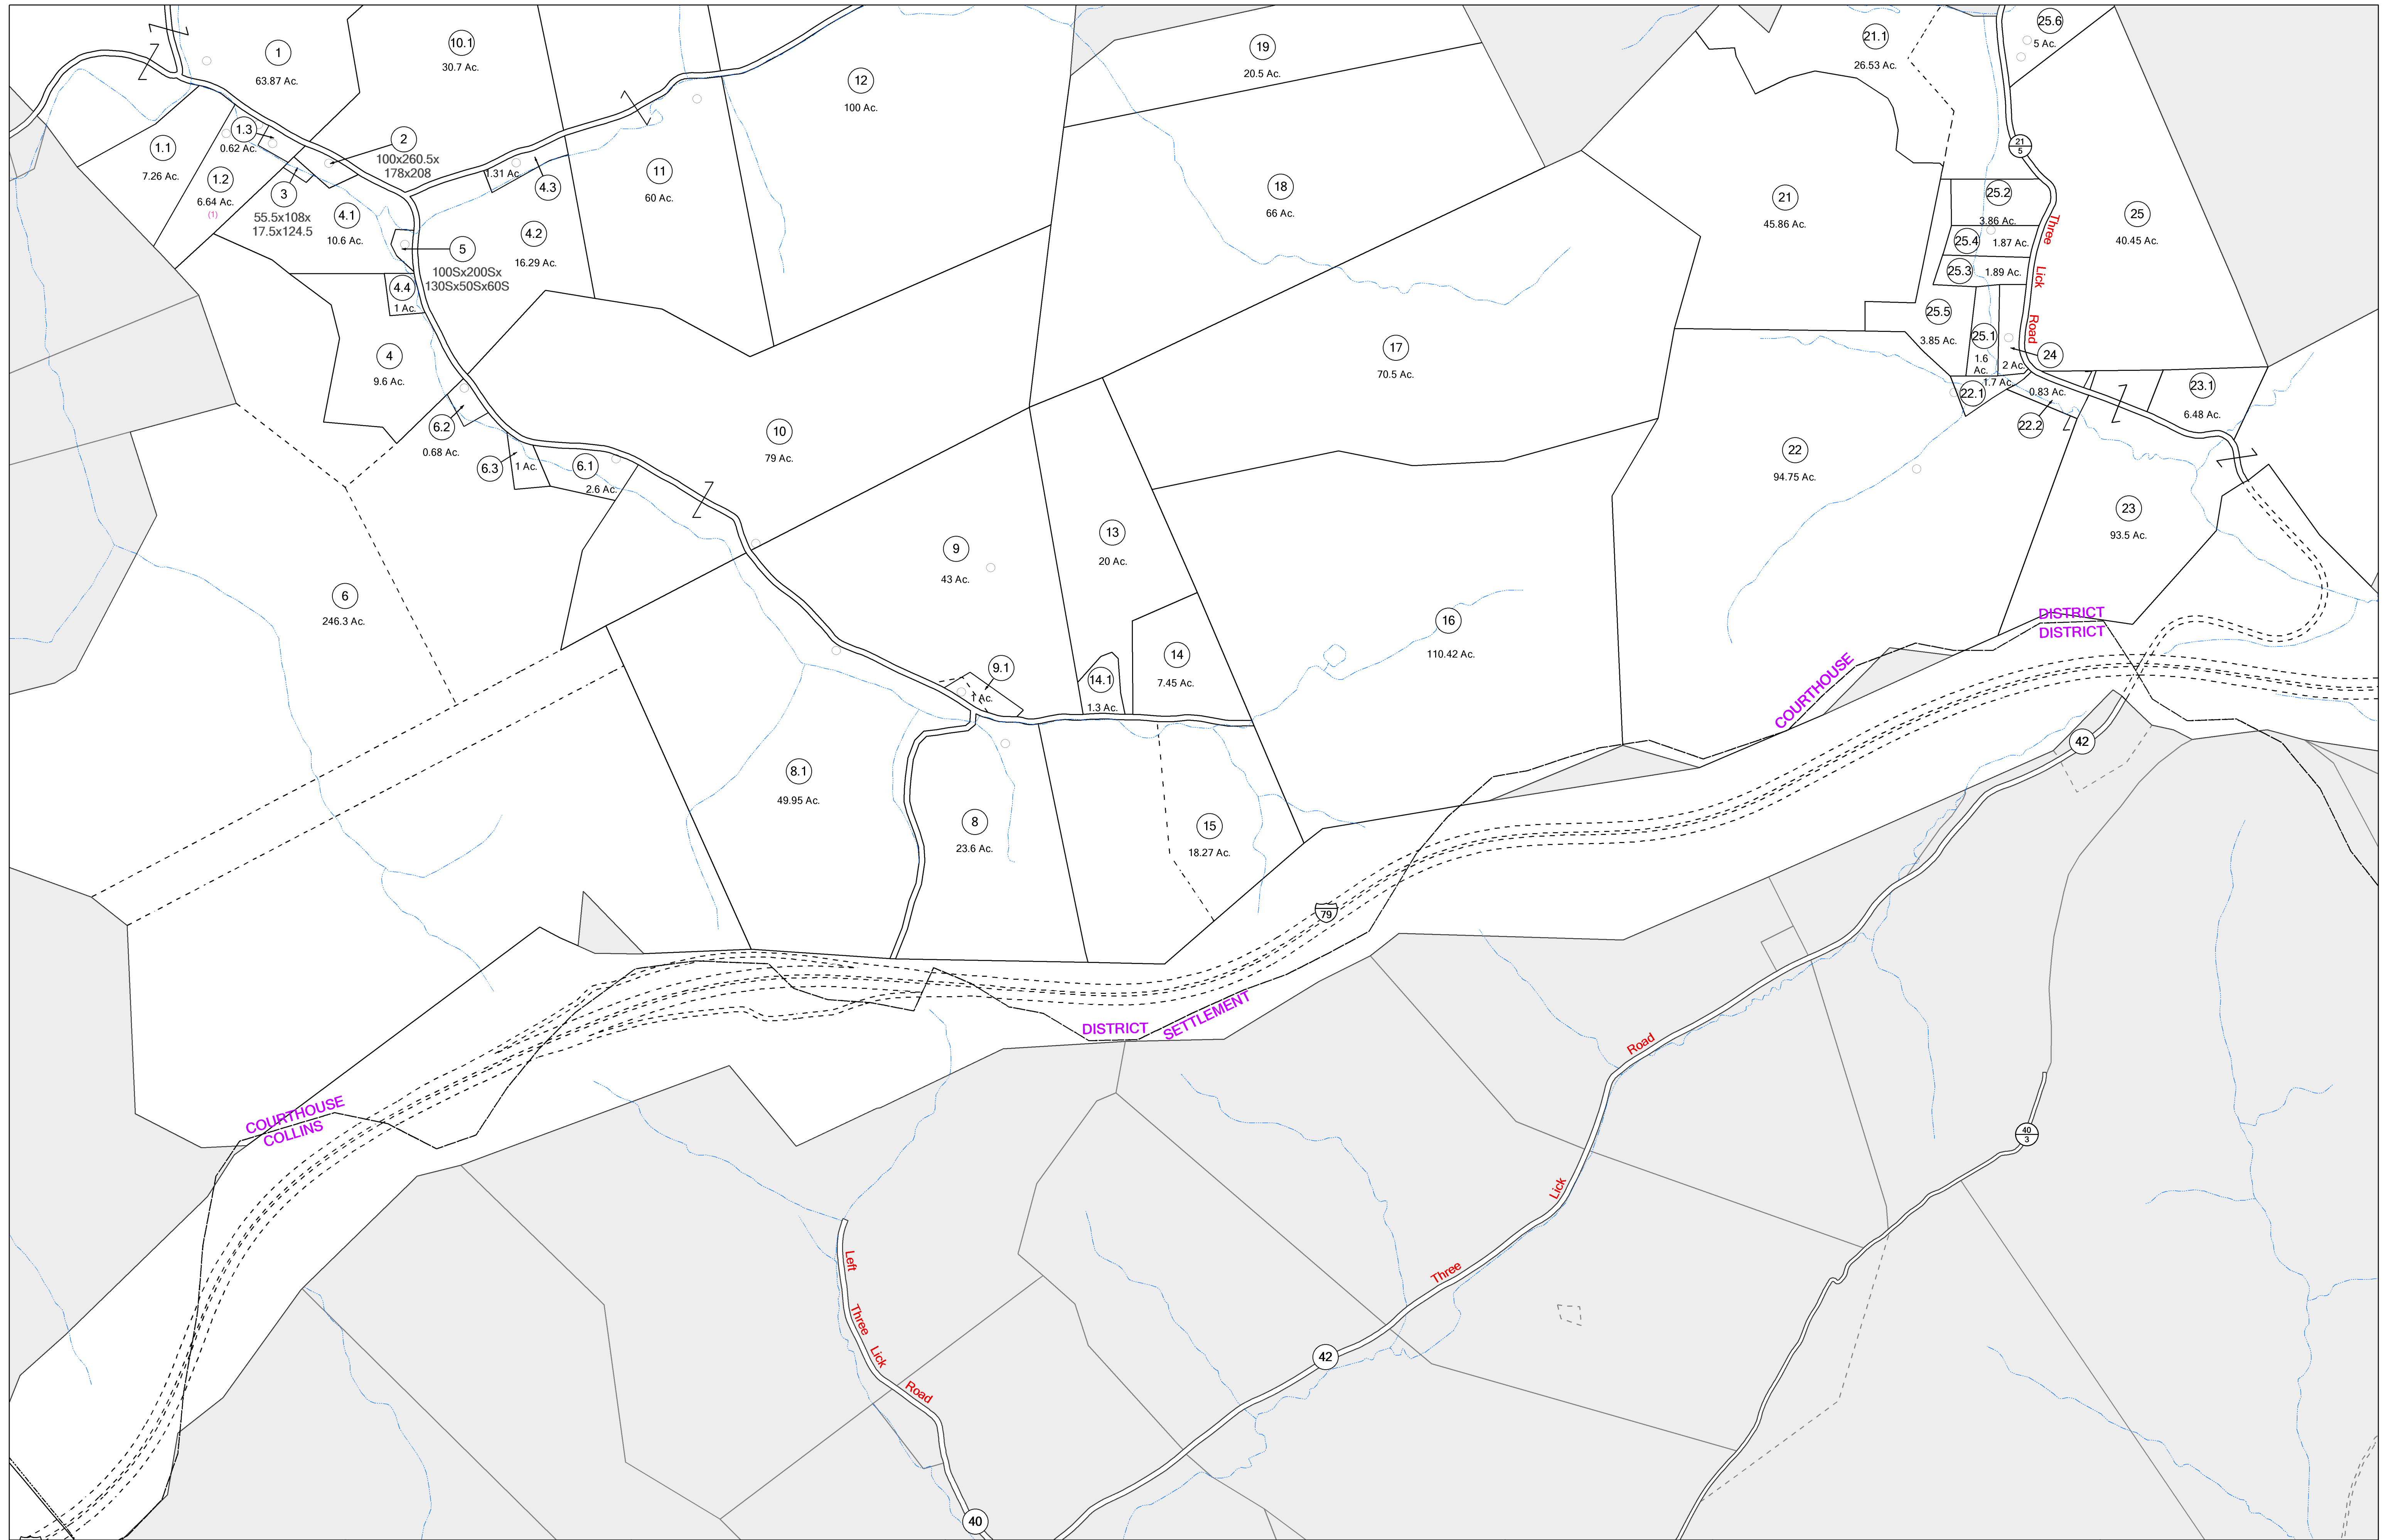 1
63.87 Ac.
10.1
30.7 Ac.
12
100 Ac.
19
20.5 Ac.
21.1
26.53 Ac.
25.6
5 Ac.
1.1
7.26 Ac.
1.3
0.62 Ac.
2
100x260.5x
178x208
1.2
6.64 Ac.
(1)
3
55.5x108x
17.5x124.5
4.1
10.6 Ac.
1.31 Ac.
4.3
4.2
16.29 Ac.
11
60 Ac.
5
100Sx200Sx
130Sx50Sx60S
4.4
1 Ac.
18
66 Ac.
21
45.86 Ac.
21
5
25.2
3.86 Ac.
25
40.45 Ac.
25.4
1.87 Ac.
25.3
1.89 Ac.
Three
Lick
Road
25.5
3.85 Ac.
25.1
1.6
Ac.
24
2 Ac.
4
9.6 Ac.
17
70.5 Ac.
22.1
1.7 Ac.
0.83 Ac.
22.2
23.1
6.48 Ac.
6.2
0.68 Ac.
6.3
1 Ac.
6.1
2.6 Ac.
10
79 Ac.
22
94.75 Ac.
23
93.5 Ac.
6
246.3 Ac.
9
43 Ac.
13
20 Ac.
16
110.42 Ac.
9.1
1 Ac.
14.1
1.3 Ac.
14
7.45 Ac.
DISTRICT
DISTRICT
COURTHOUSE
42
8.1
49.95 Ac.
8
23.6 Ac.
15
18.27 Ac.
79
DISTRICT
SETTLEMENT
COURTHOUSE
COLLINS
Road
Lick
Three
42
40
3
Left
Three
Lick
Road
40